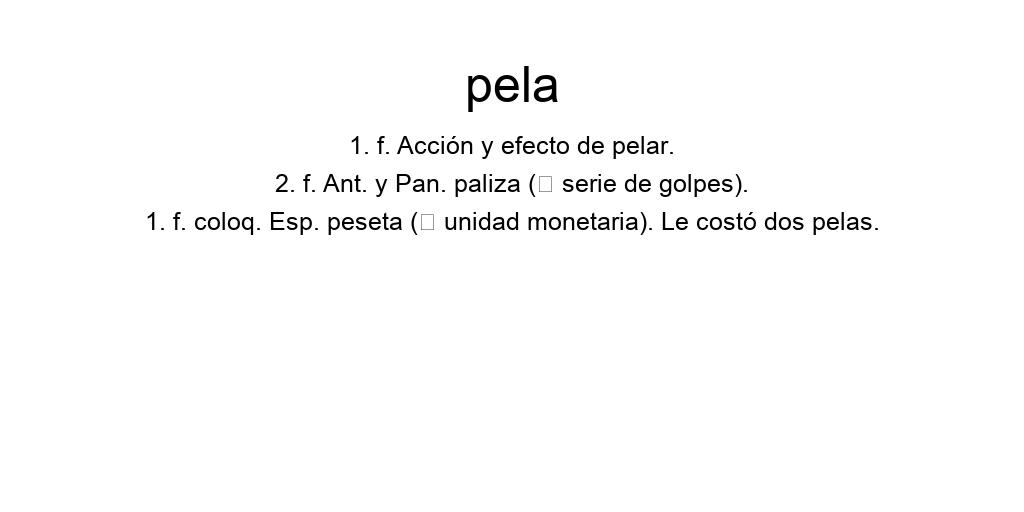 pela
1. f. Acción y efecto de pelar.
2. f. Ant. y Pan. paliza (□ serie de golpes).
1. f. coloq. Esp. peseta (□ unidad monetaria). Le costó dos pelas.